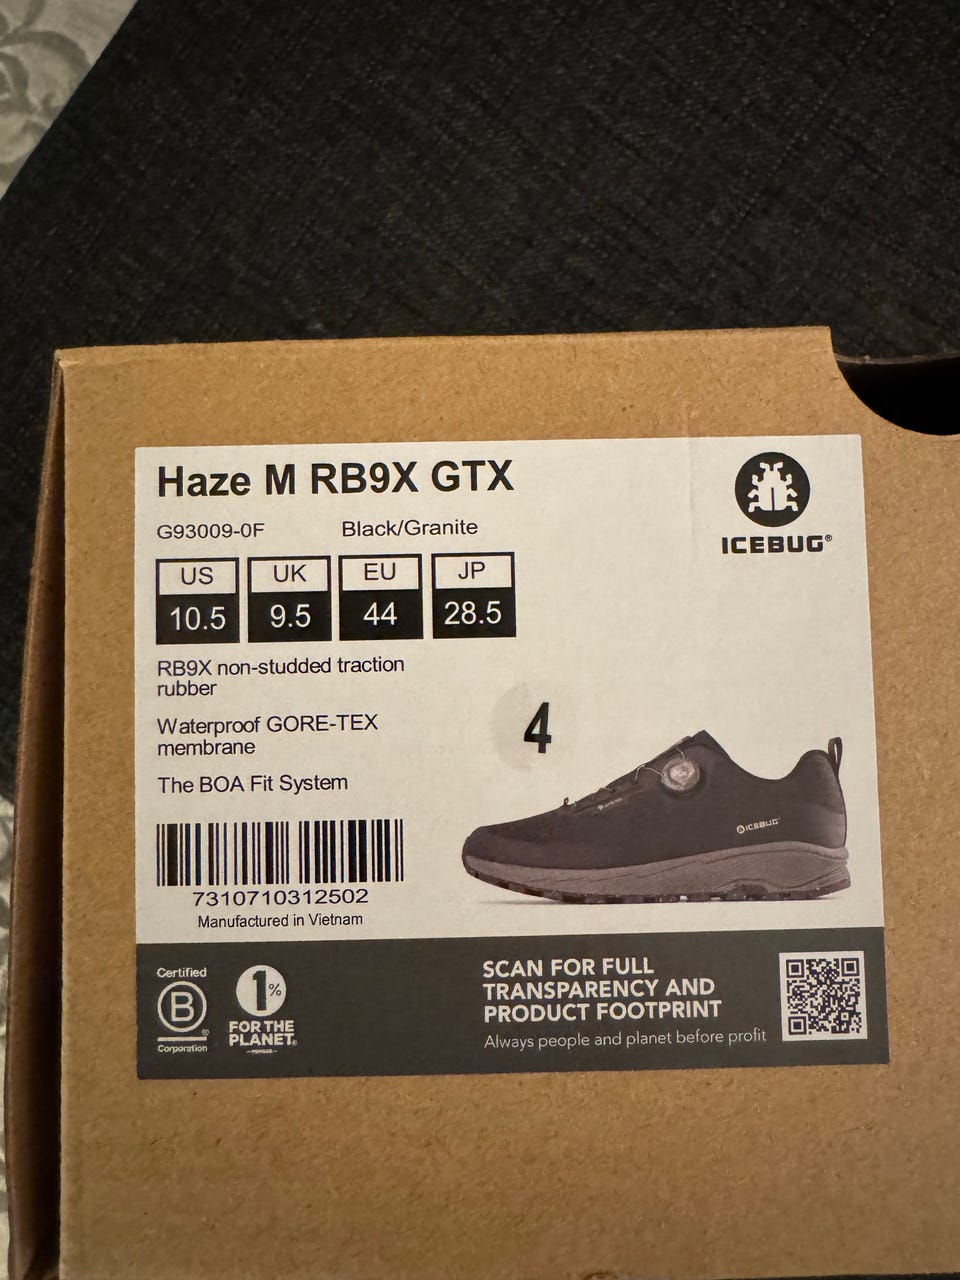 Haze M RB9X GTX
G93009-0F Black/Granite
ICEBUG®
US UK EU JP
10.5 9.5 44 28.5
RB9X non-studded traction
rubber
Waterproof GORE-TEX
membrane
The BOA Fit System
4
ICEBUG
7310710312502
Manufactured in Vietnam
Certified
B
Corporation
1%
FOR THE
PLANET®
SCAN FOR FULL
TRANSPARENCY AND
PRODUCT FOOTPRINT
Always people and planet before profit